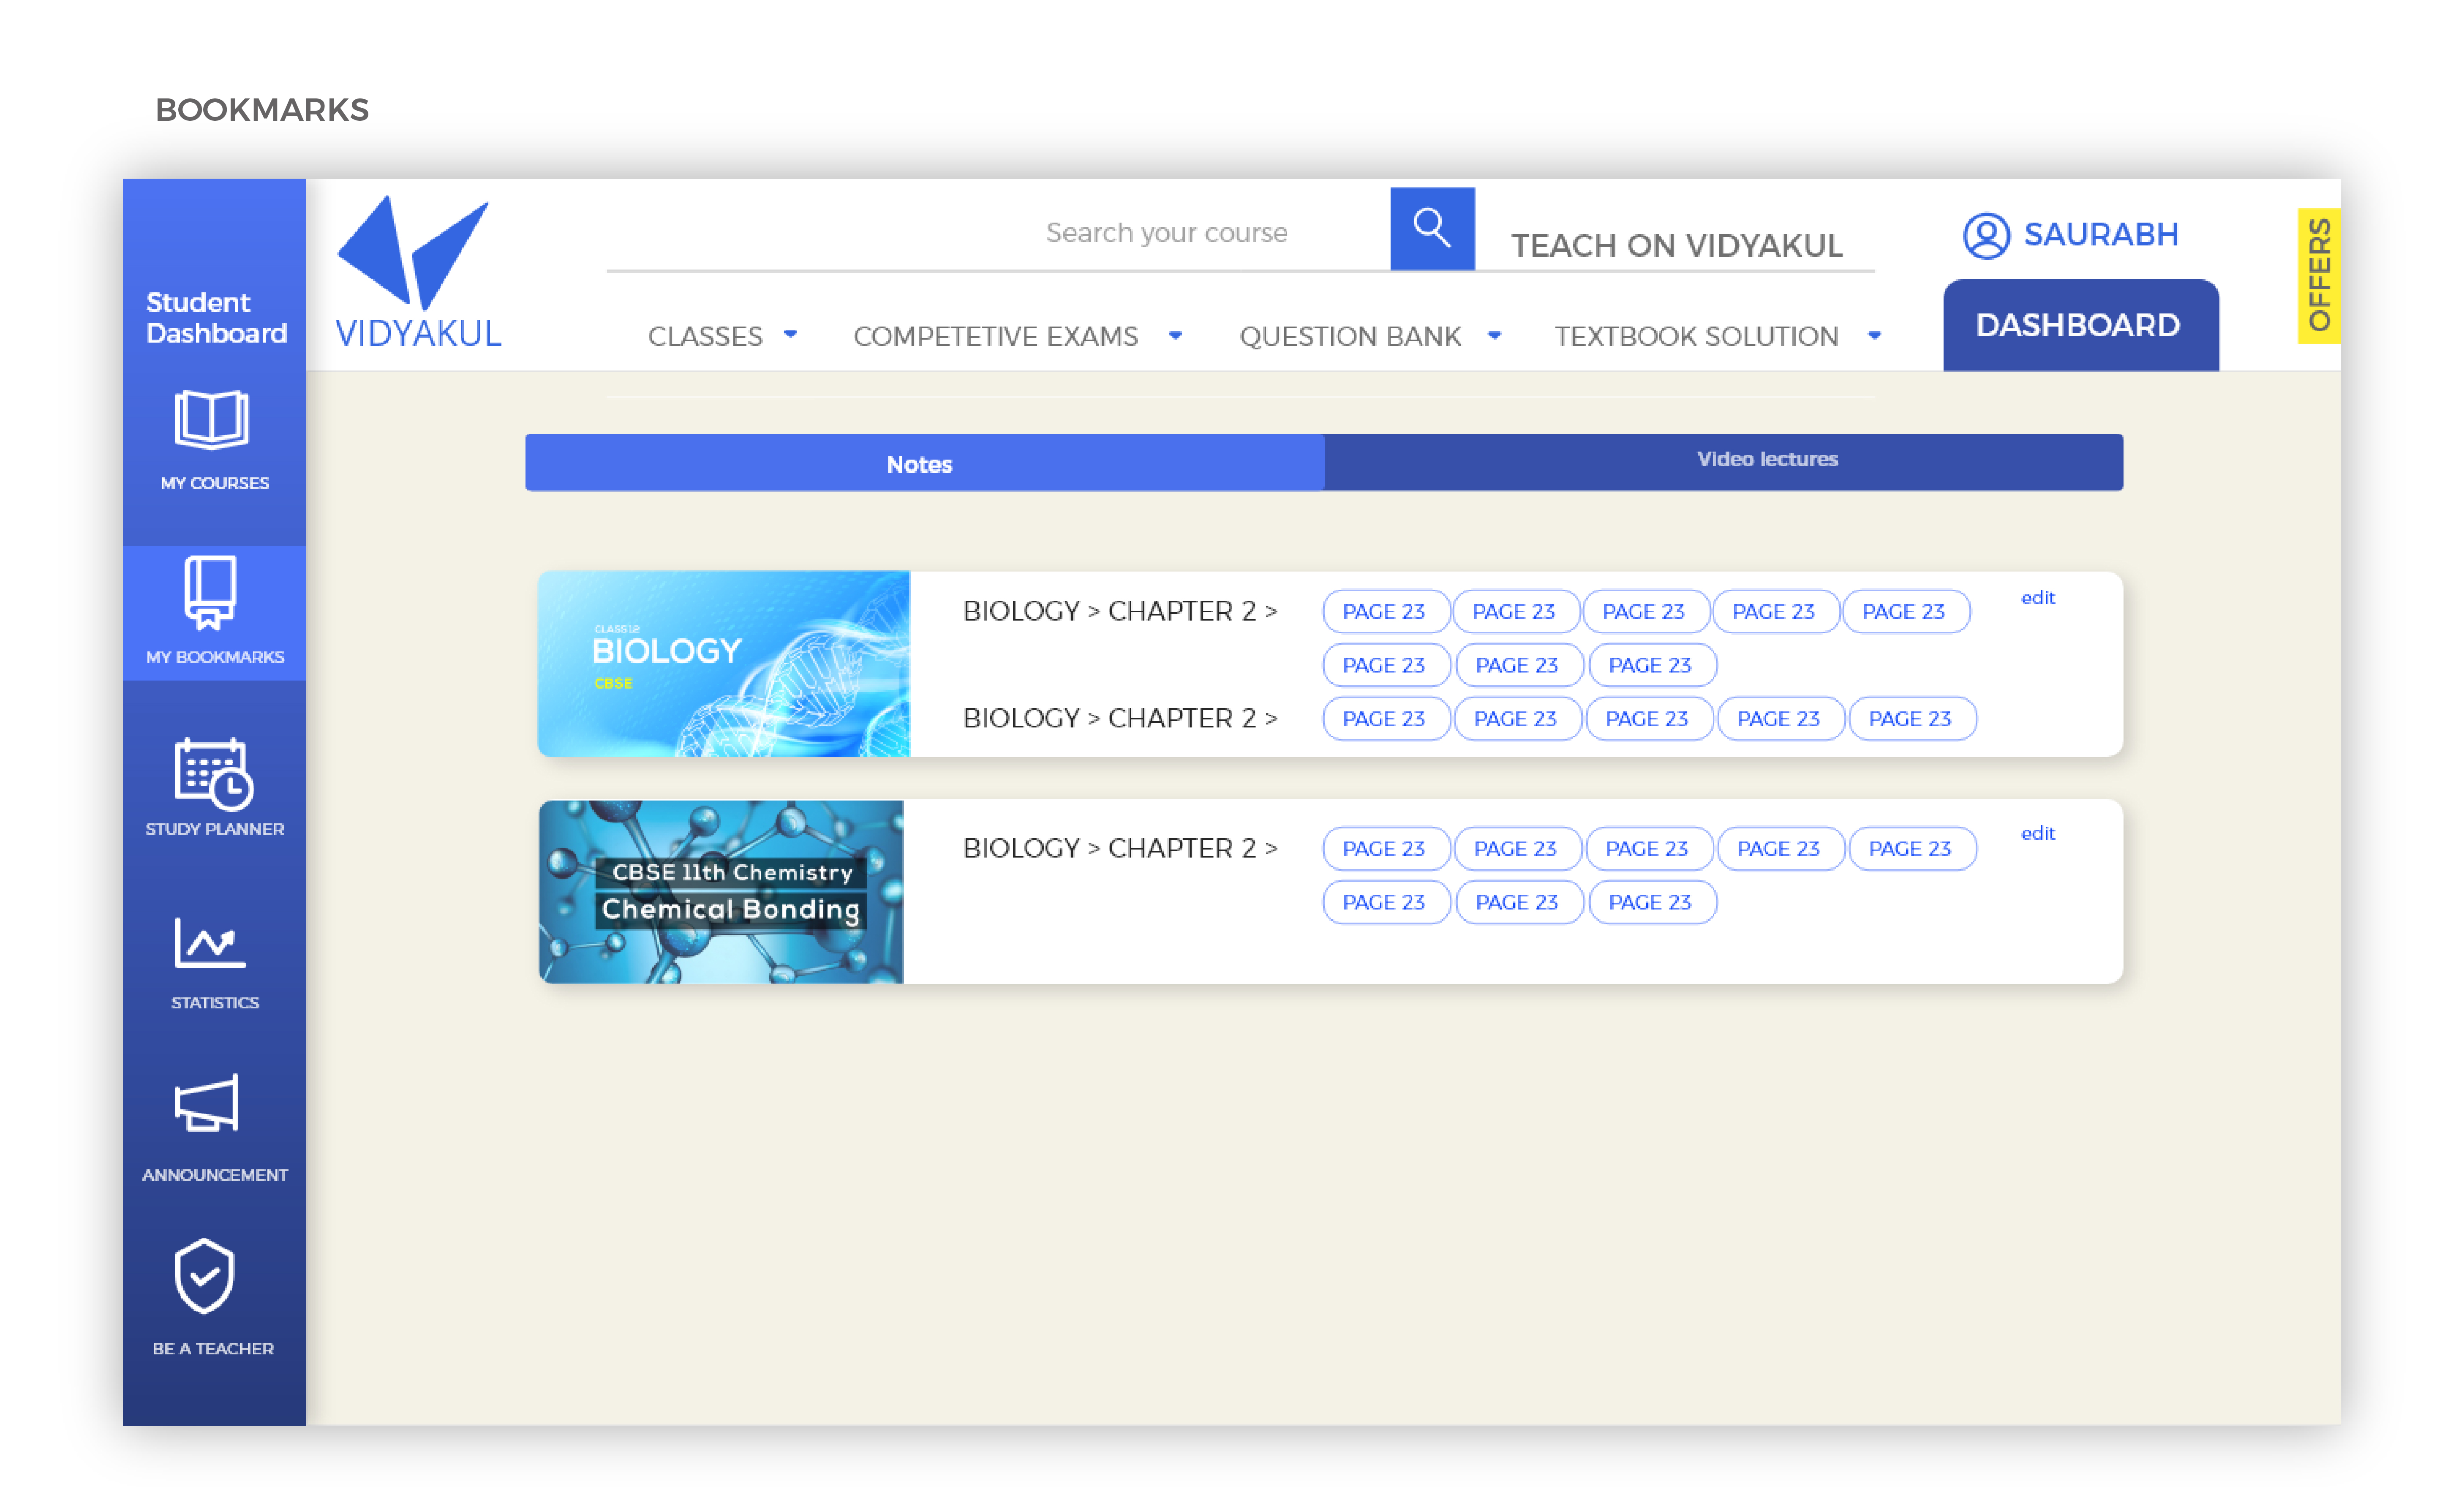 BOOKMARKS
Student
Dashboard
MY COURSES
MY BOOKMARKS
STUDY PLANNER
STATISTICS
ANNOUNCEMENT
BE A TEACHER
VIDYAKUL
Search your course
TEACH ON VIDYAKUL
SAURABH
OFFERS
CLASSES
COMPETETIVE EXAMS
QUESTION BANK
TEXTBOOK SOLUTION
DASHBOARD
Notes
Video lectures
CLASS12
BIOLOGY
CBSE
BIOLOGY > CHAPTER 2 > PAGE 23 PAGE 23 PAGE 23 PAGE 23 PAGE 23 edit
PAGE 23 PAGE 23 PAGE 23
BIOLOGY > CHAPTER 2 > PAGE 23 PAGE 23 PAGE 23 PAGE 23 PAGE 23
CBSE 11th Chemistry
Chemical Bonding
BIOLOGY > CHAPTER 2 > PAGE 23 PAGE 23 PAGE 23 PAGE 23 PAGE 23 edit
PAGE 23 PAGE 23 PAGE 23